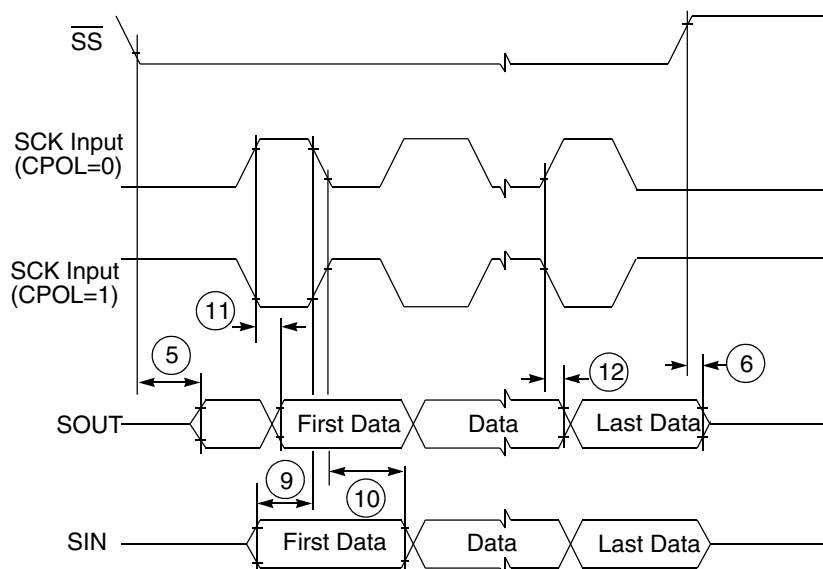 SS
SCK Input
(CPOL=0)
SCK Input
(CPOL=1)
11
5
12
6
SOUT
First Data
Data
Last Data
9
10
SIN
First Data
Data
Last Data